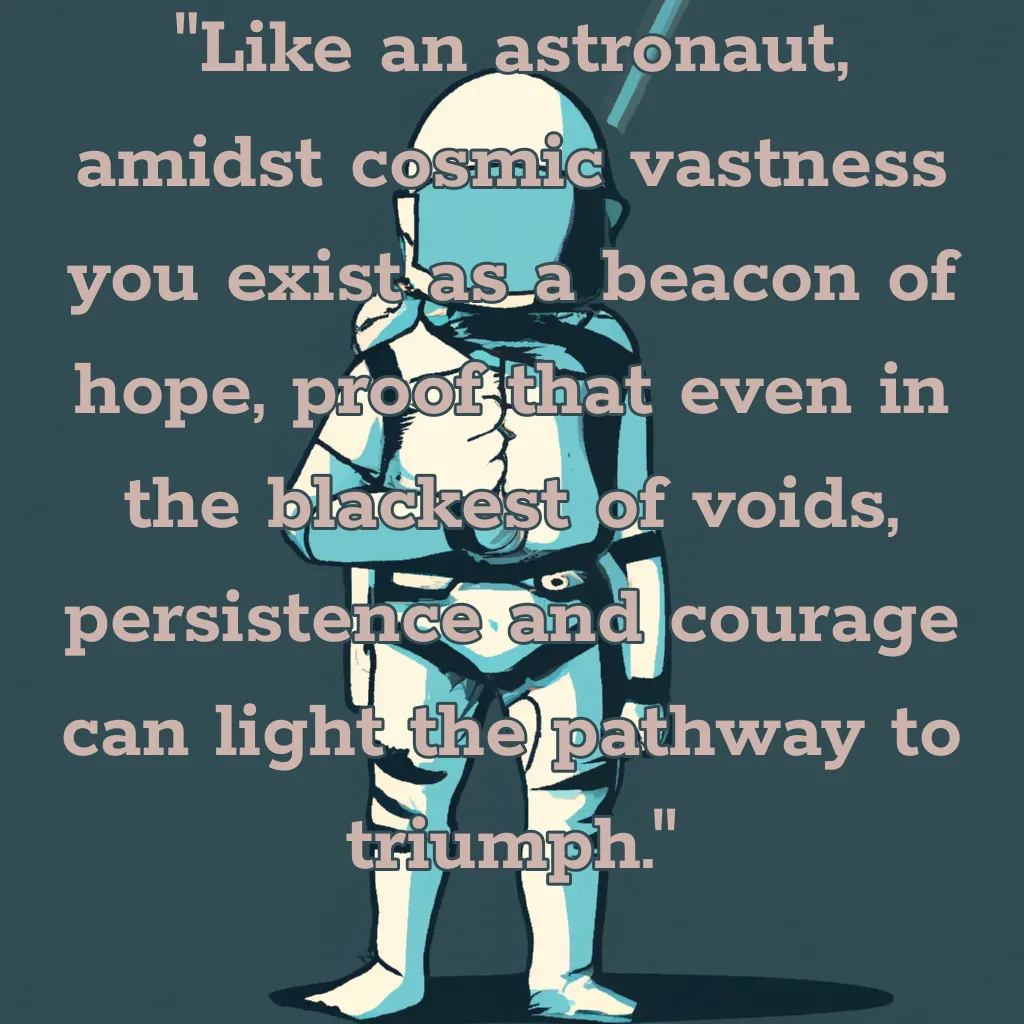 "Like an astronaut,
amidst cosmic vastness
you exist as a beacon of
hope, proof that even in
the blackest of voids,
persistence and courage
can light the pathway to
triumph."